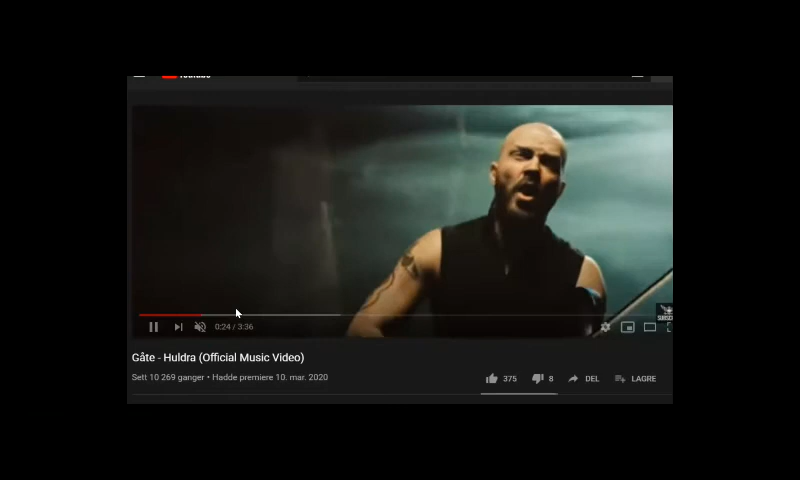 0:24 / 3:36
Gåte - Huldra (Official Music Video)
Sett 10 269 ganger • Hadde premiere 10. mar. 2020
375
8
DEL
LAGRE